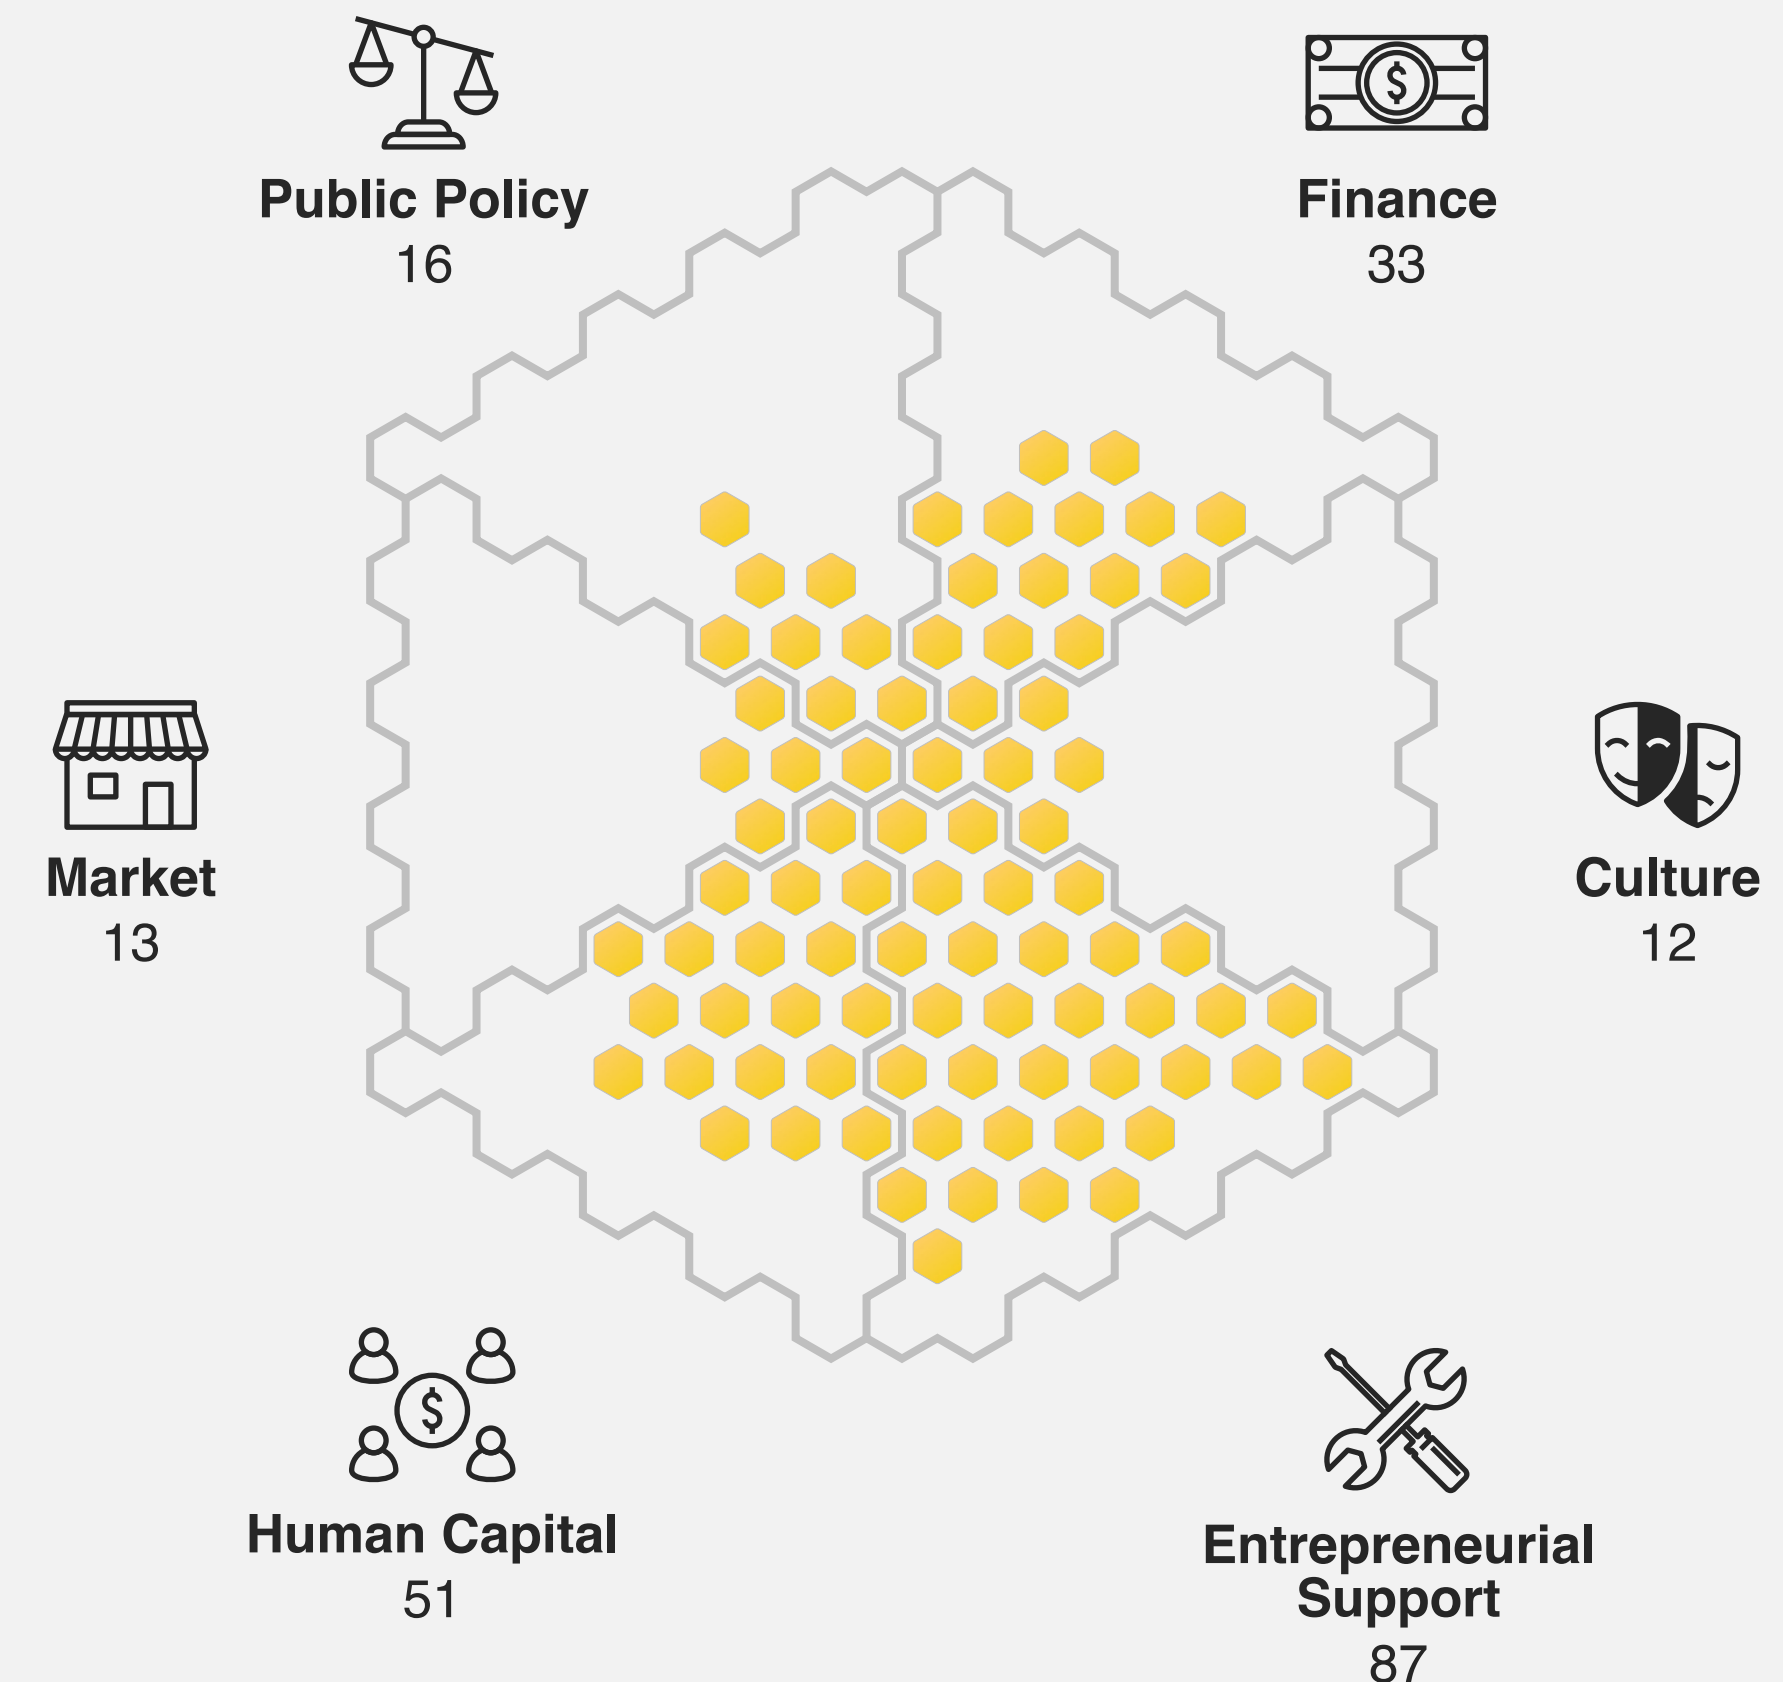 Public Policy
16
$
Finance
33
Market
13
Culture
12
$
Human Capital
51
Entrepreneurial
Support
87